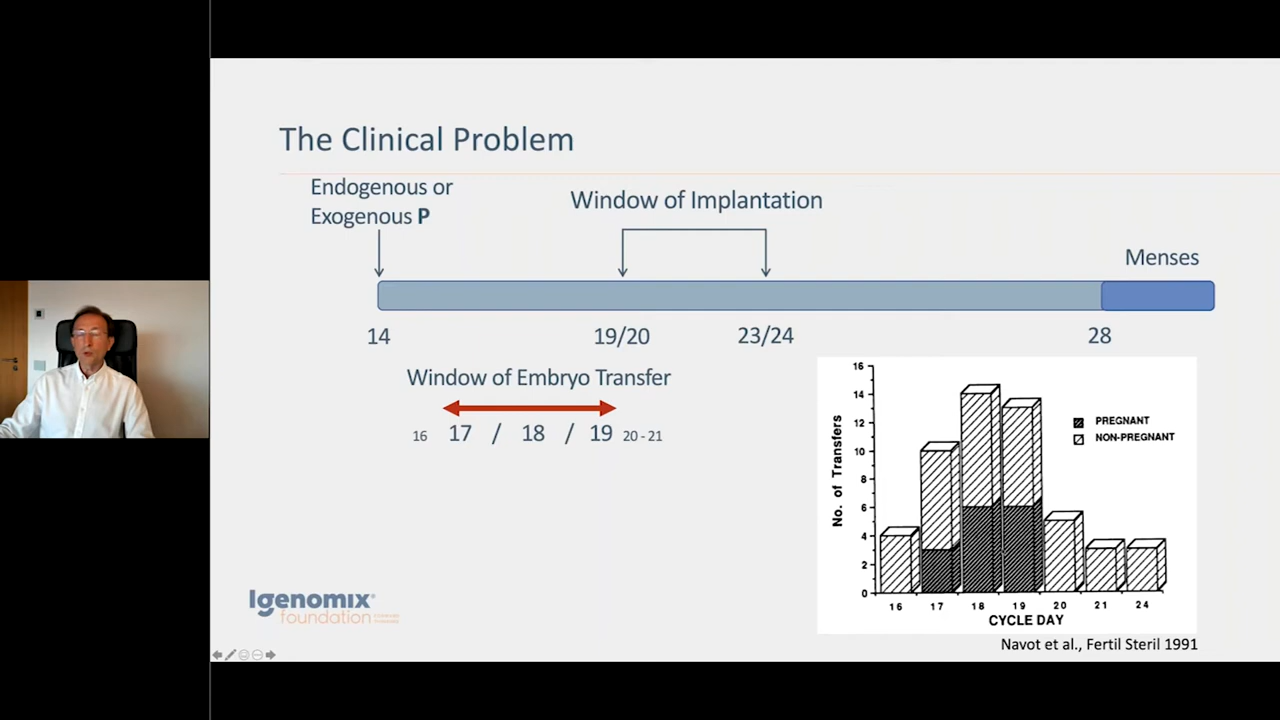 The Clinical Problem
Endogenous or
Exogenous P
Window of Implantation
Menses
14
19/20
23/24
28
Window of Embryo Transfer
16 17 / 18 / 19 20 - 21
16
14
12
10
8
6
4
2
0
No. of Transfers
PREGNANT
NON-PREGNANT
16 17 18 19 20 21 24
CYCLE DAY
Navot et al., Fertil Steril 1991
Igenomix
foundation